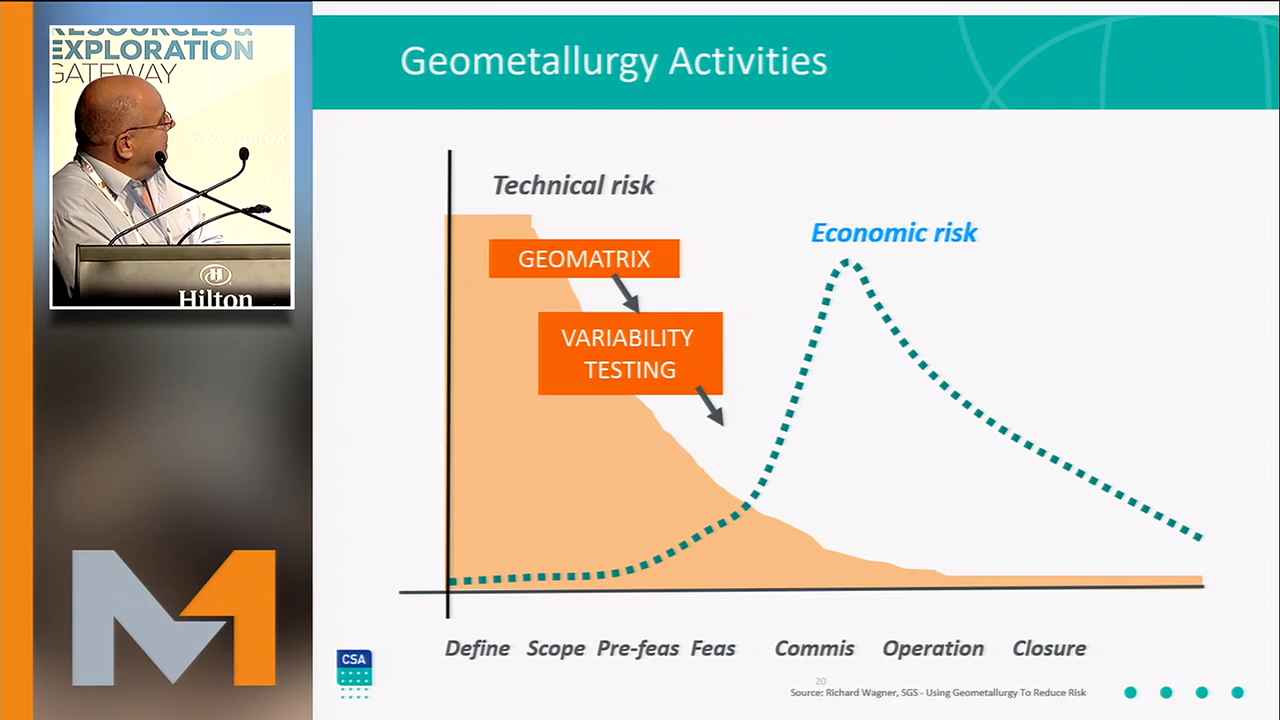 RESOURCES &
EXPLORATION
GATEWAY
Hilton
M1
Geometallurgy Activities
Technical risk
Economic risk
GEOMATRIX
VARIABILITY
TESTING
Define Scope Pre-feas Feas Commis Operation Closure
CSA
20
Source: Richard Wagner, SGS - Using Geometallurgy To Reduce Risk